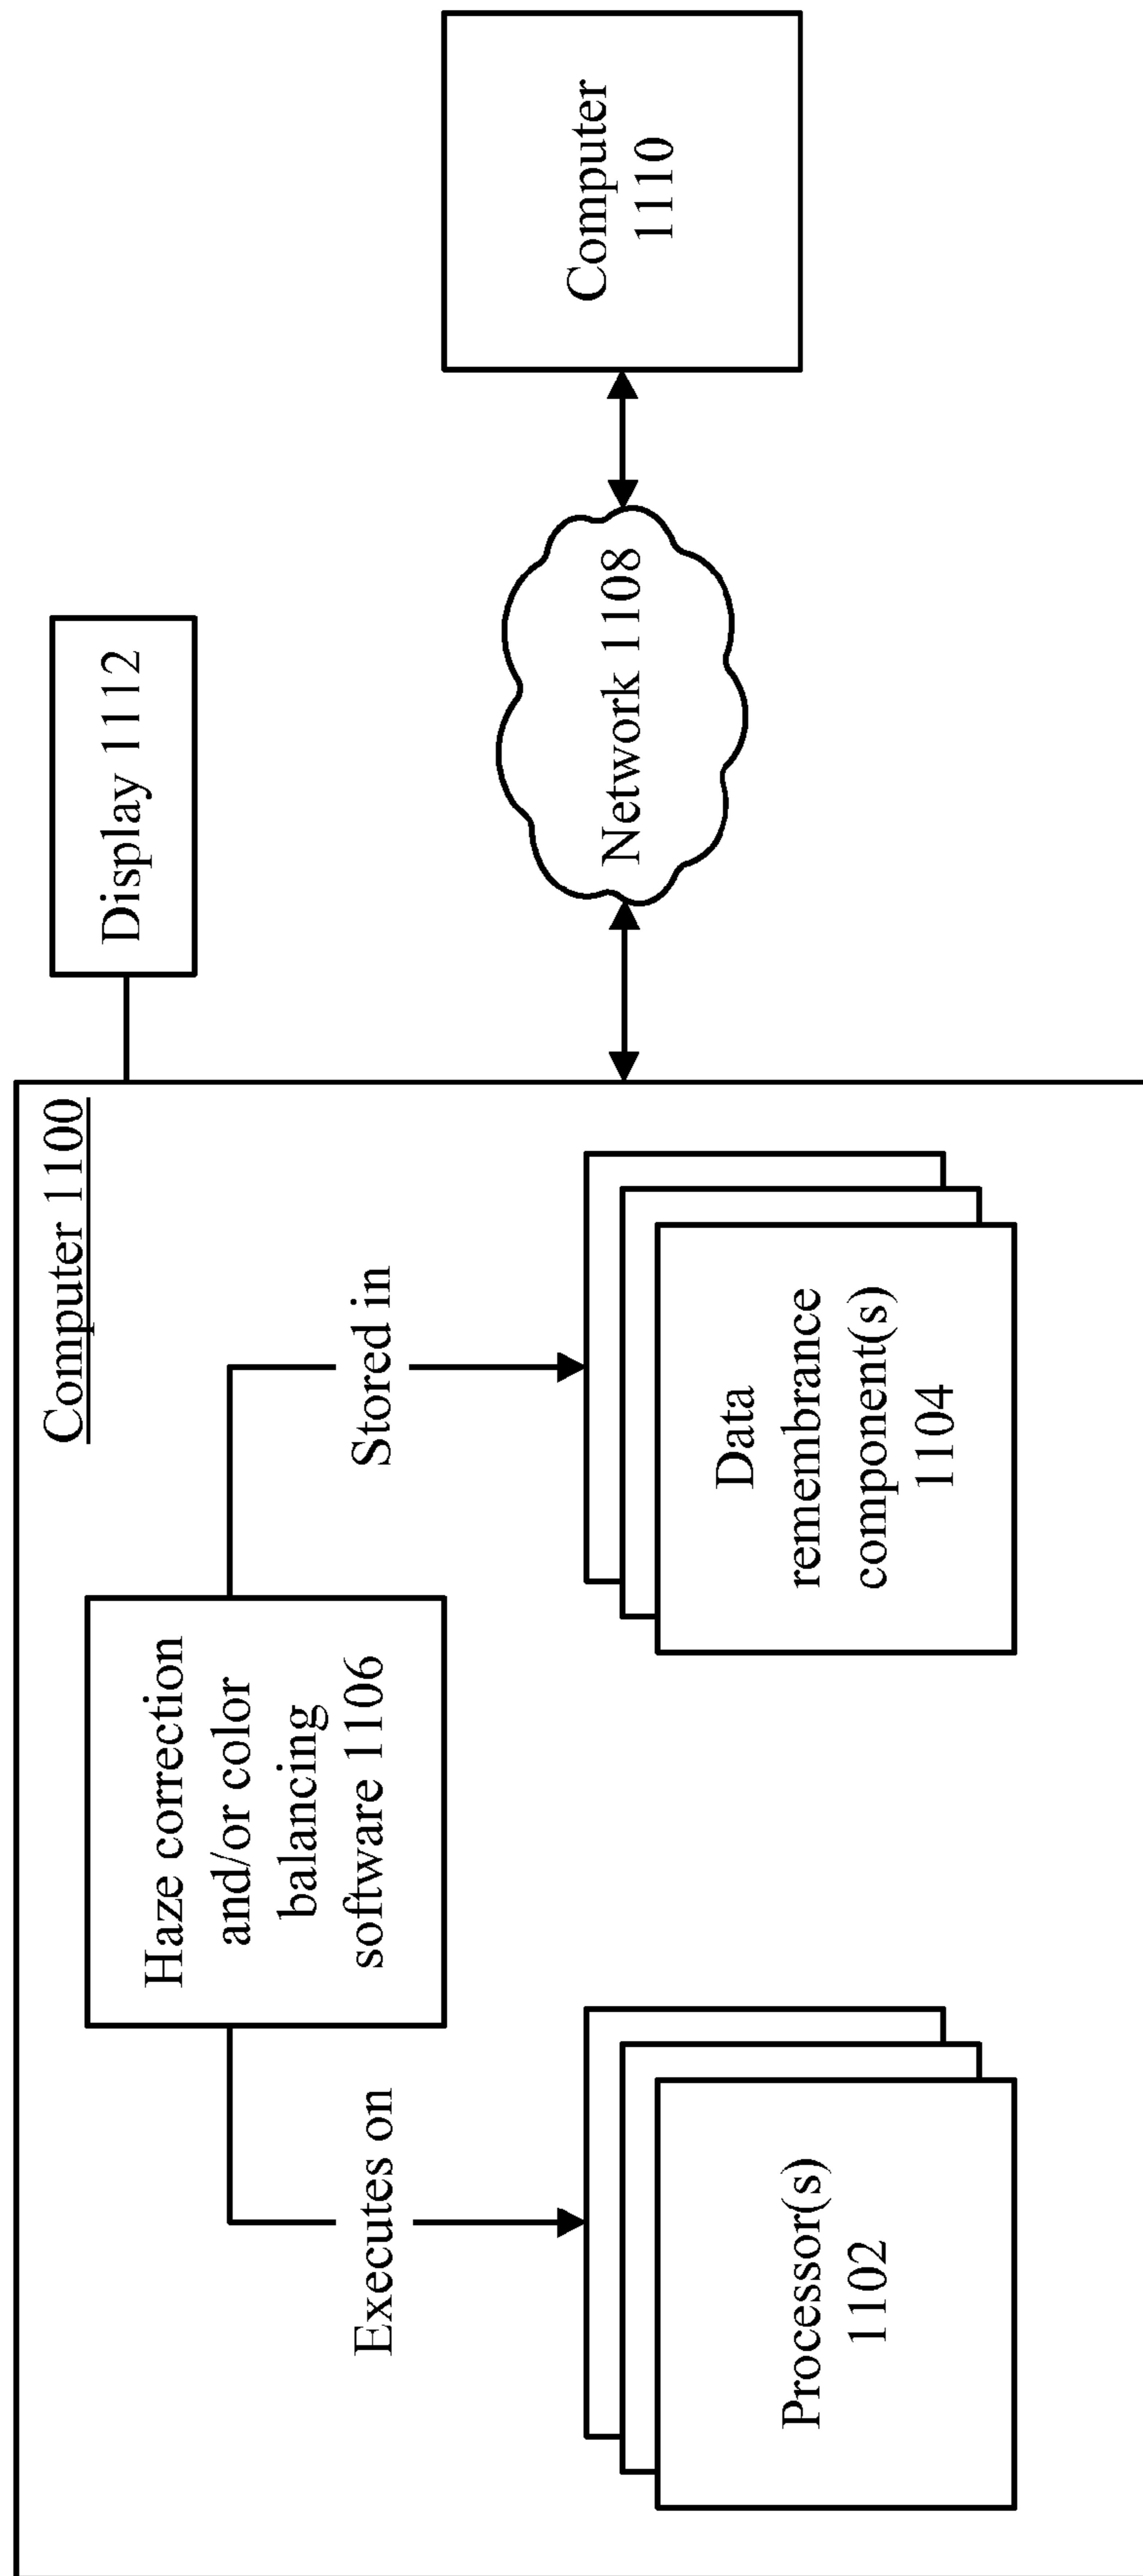 Computer 1100
Haze correction
and/or color
balancing
software 1106
Executes on
Stored in
Processor(s)
1102
Data
remembrance
component(s)
1104
Display 1112
Network 1108
Computer
1110